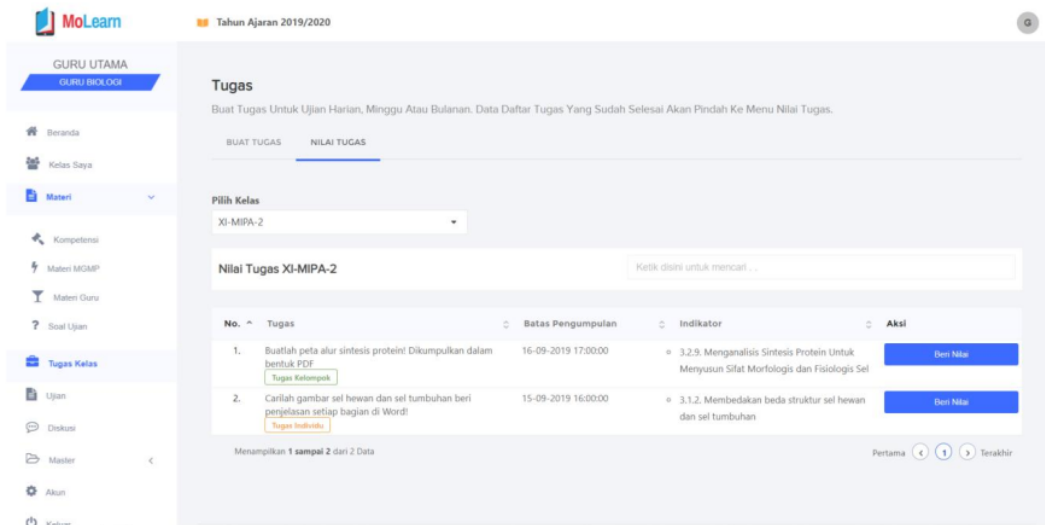 MoLearn
Tahun Ajaran 2019/2020
G
GURU UTAMA
GURU BIOLOGI
Beranda
Kelas Saya
Materi
Kompetensi
Materi MGMP
Materi Guru
Soal Ujian
Tugas Kelas
Ujian
Diskusi
Master
Akun
Keluar
Tugas
Buat Tugas Untuk Ujian Harian, Minggu Atau Bulanan. Data Daftar Tugas Yang Sudah Selesai Akan Pindah Ke Menu Nilai Tugas.
BUAT TUGAS NILAI TUGAS
Pilih Kelas
XI-MIPA-2
Nilai Tugas XI-MIPA-2
Ketik disini untuk mencari ...
No. Tugas Batas Pengumpulan Indikator Aksi
1. Buatlah peta alur sintesis protein! Dikumpulkan dalam 16-09-2019 17:00:00 3.2.9. Menganalisis Sintesis Protein Untuk Beri Nilai
bentuk PDF Menyusun Sifat Morfologis dan Fisiologis Sel
Tugas Kelompok
2. Carilah gambar sel hewan dan sel tumbuhan beri 15-09-2019 16:00:00 3.1.2. Membedakan beda struktur sel hewan Beri Nilai
penjelasan setiap bagian di Word! dan sel tumbuhan
Tugas Individu
Menampilkan 1 sampai 2 dari 2 Data
Pertama 1 Terakhir